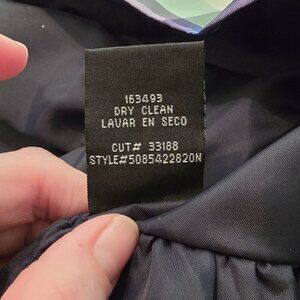 163493
DRY CLEAN
LAVAR EN SECO
CUT# 33188
STYLE#5085422820N